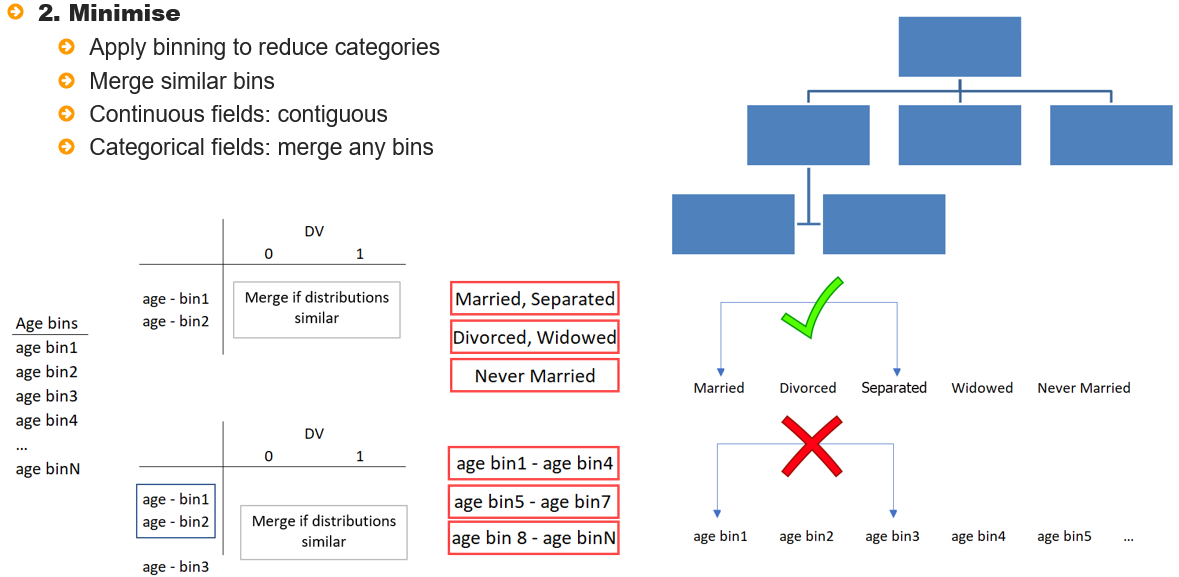 2. Minimise
Apply binning to reduce categories
Merge similar bins
Continuous fields: contiguous
Categorical fields: merge any bins
Age bins
age bin1
age bin2
age bin3
age bin4
...
age binN
DV
0 1
age - bin1
age - bin2
Merge if distributions
similar
DV
0 1
age - bin1
age - bin2
Merge if distributions
similar
age - bin3
Married, Separated
Divorced, Widowed
Never Married
age bin1 - age bin4
age bin5 - age bin7
age bin 8 - age binN
Married Divorced Separated Widowed Never Married
age bin1 age bin2 age bin3 age bin4 age bin5 ...